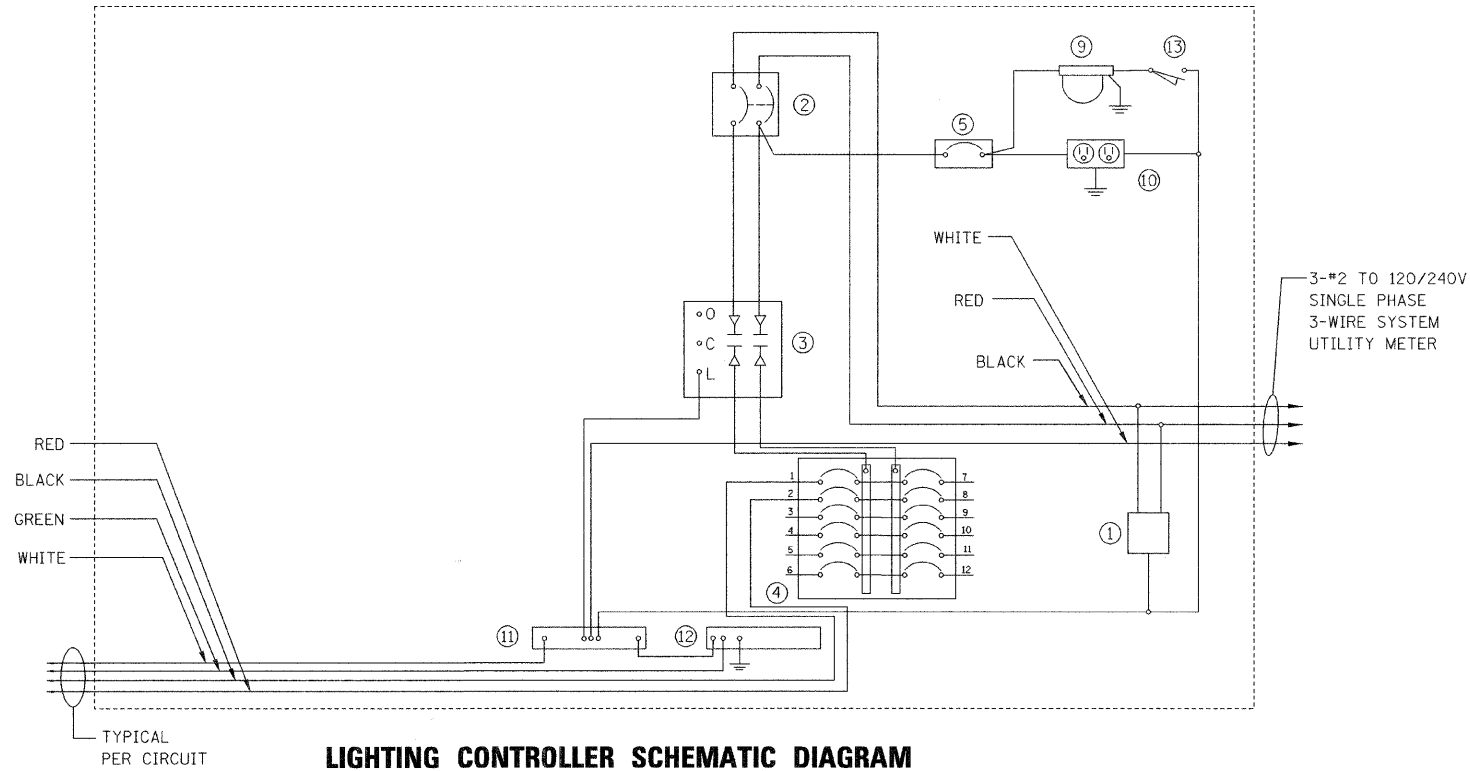 9
13
2
5
10
WHITE
RED
BLACK
3-#2 TO 120/240V
SINGLE PHASE
3-WIRE SYSTEM
UTILITY METER
O
C
L
3
RED
BLACK
GREEN
WHITE
1
2
3
4
5
6
7
8
9
10
11
12
4
1
11
12
TYPICAL
PER CIRCUIT
LIGHTING CONTROLLER SCHEMATIC DIAGRAM